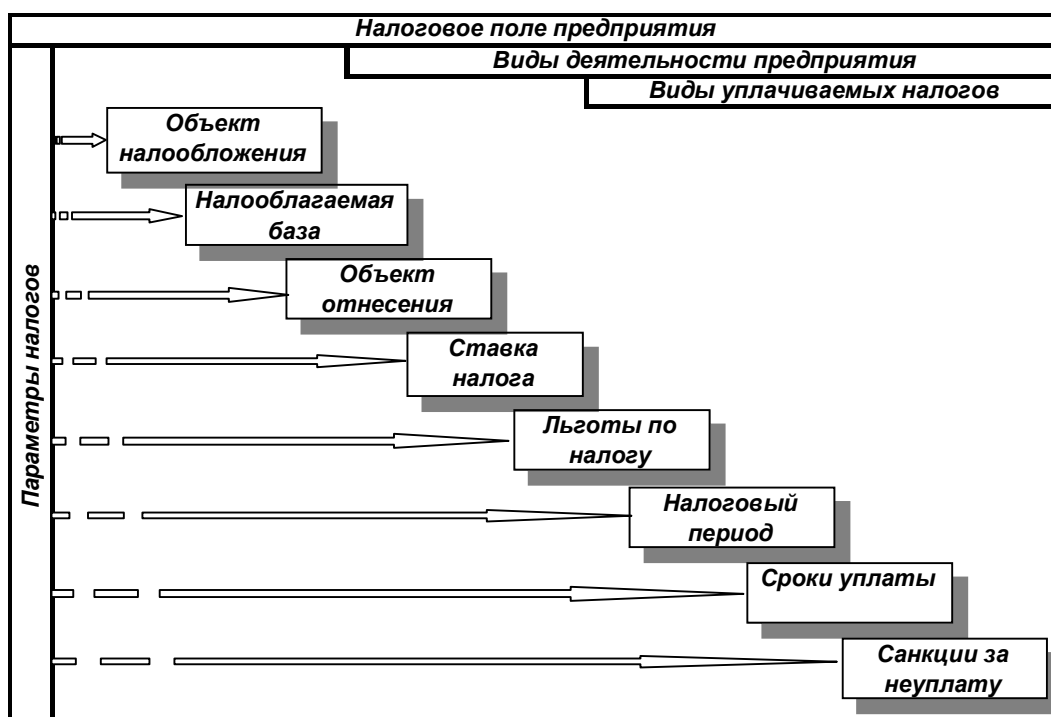 Налоговое поле предприятия
Виды деятельности предприятия
Виды уплачиваемых налогов
Параметры налогов
Объект
налообложения
Налооблагаемая
база
Объект
отнесения
Ставка
налога
Льготы по
налогу
Налоговый
период
Сроки уплаты
Санкции за
неуплату